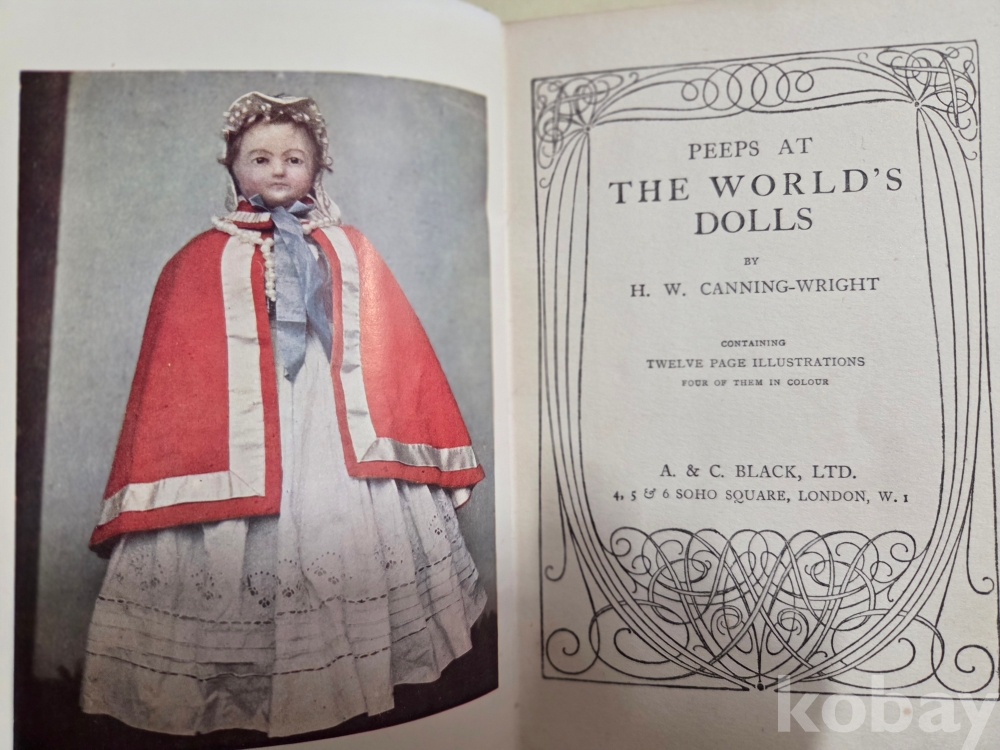 PEEPS AT
THE WORLD'S
DOLLS
BY
H. W. CANNING-WRIGHT
CONTAINING
TWELVE PAGE ILLUSTRATIONS
FOUR OF THEM IN COLOUR
A. & C. BLACK, LTD.
4, 5 & 6 SOHO SQUARE, LONDON, W. 1
kobay